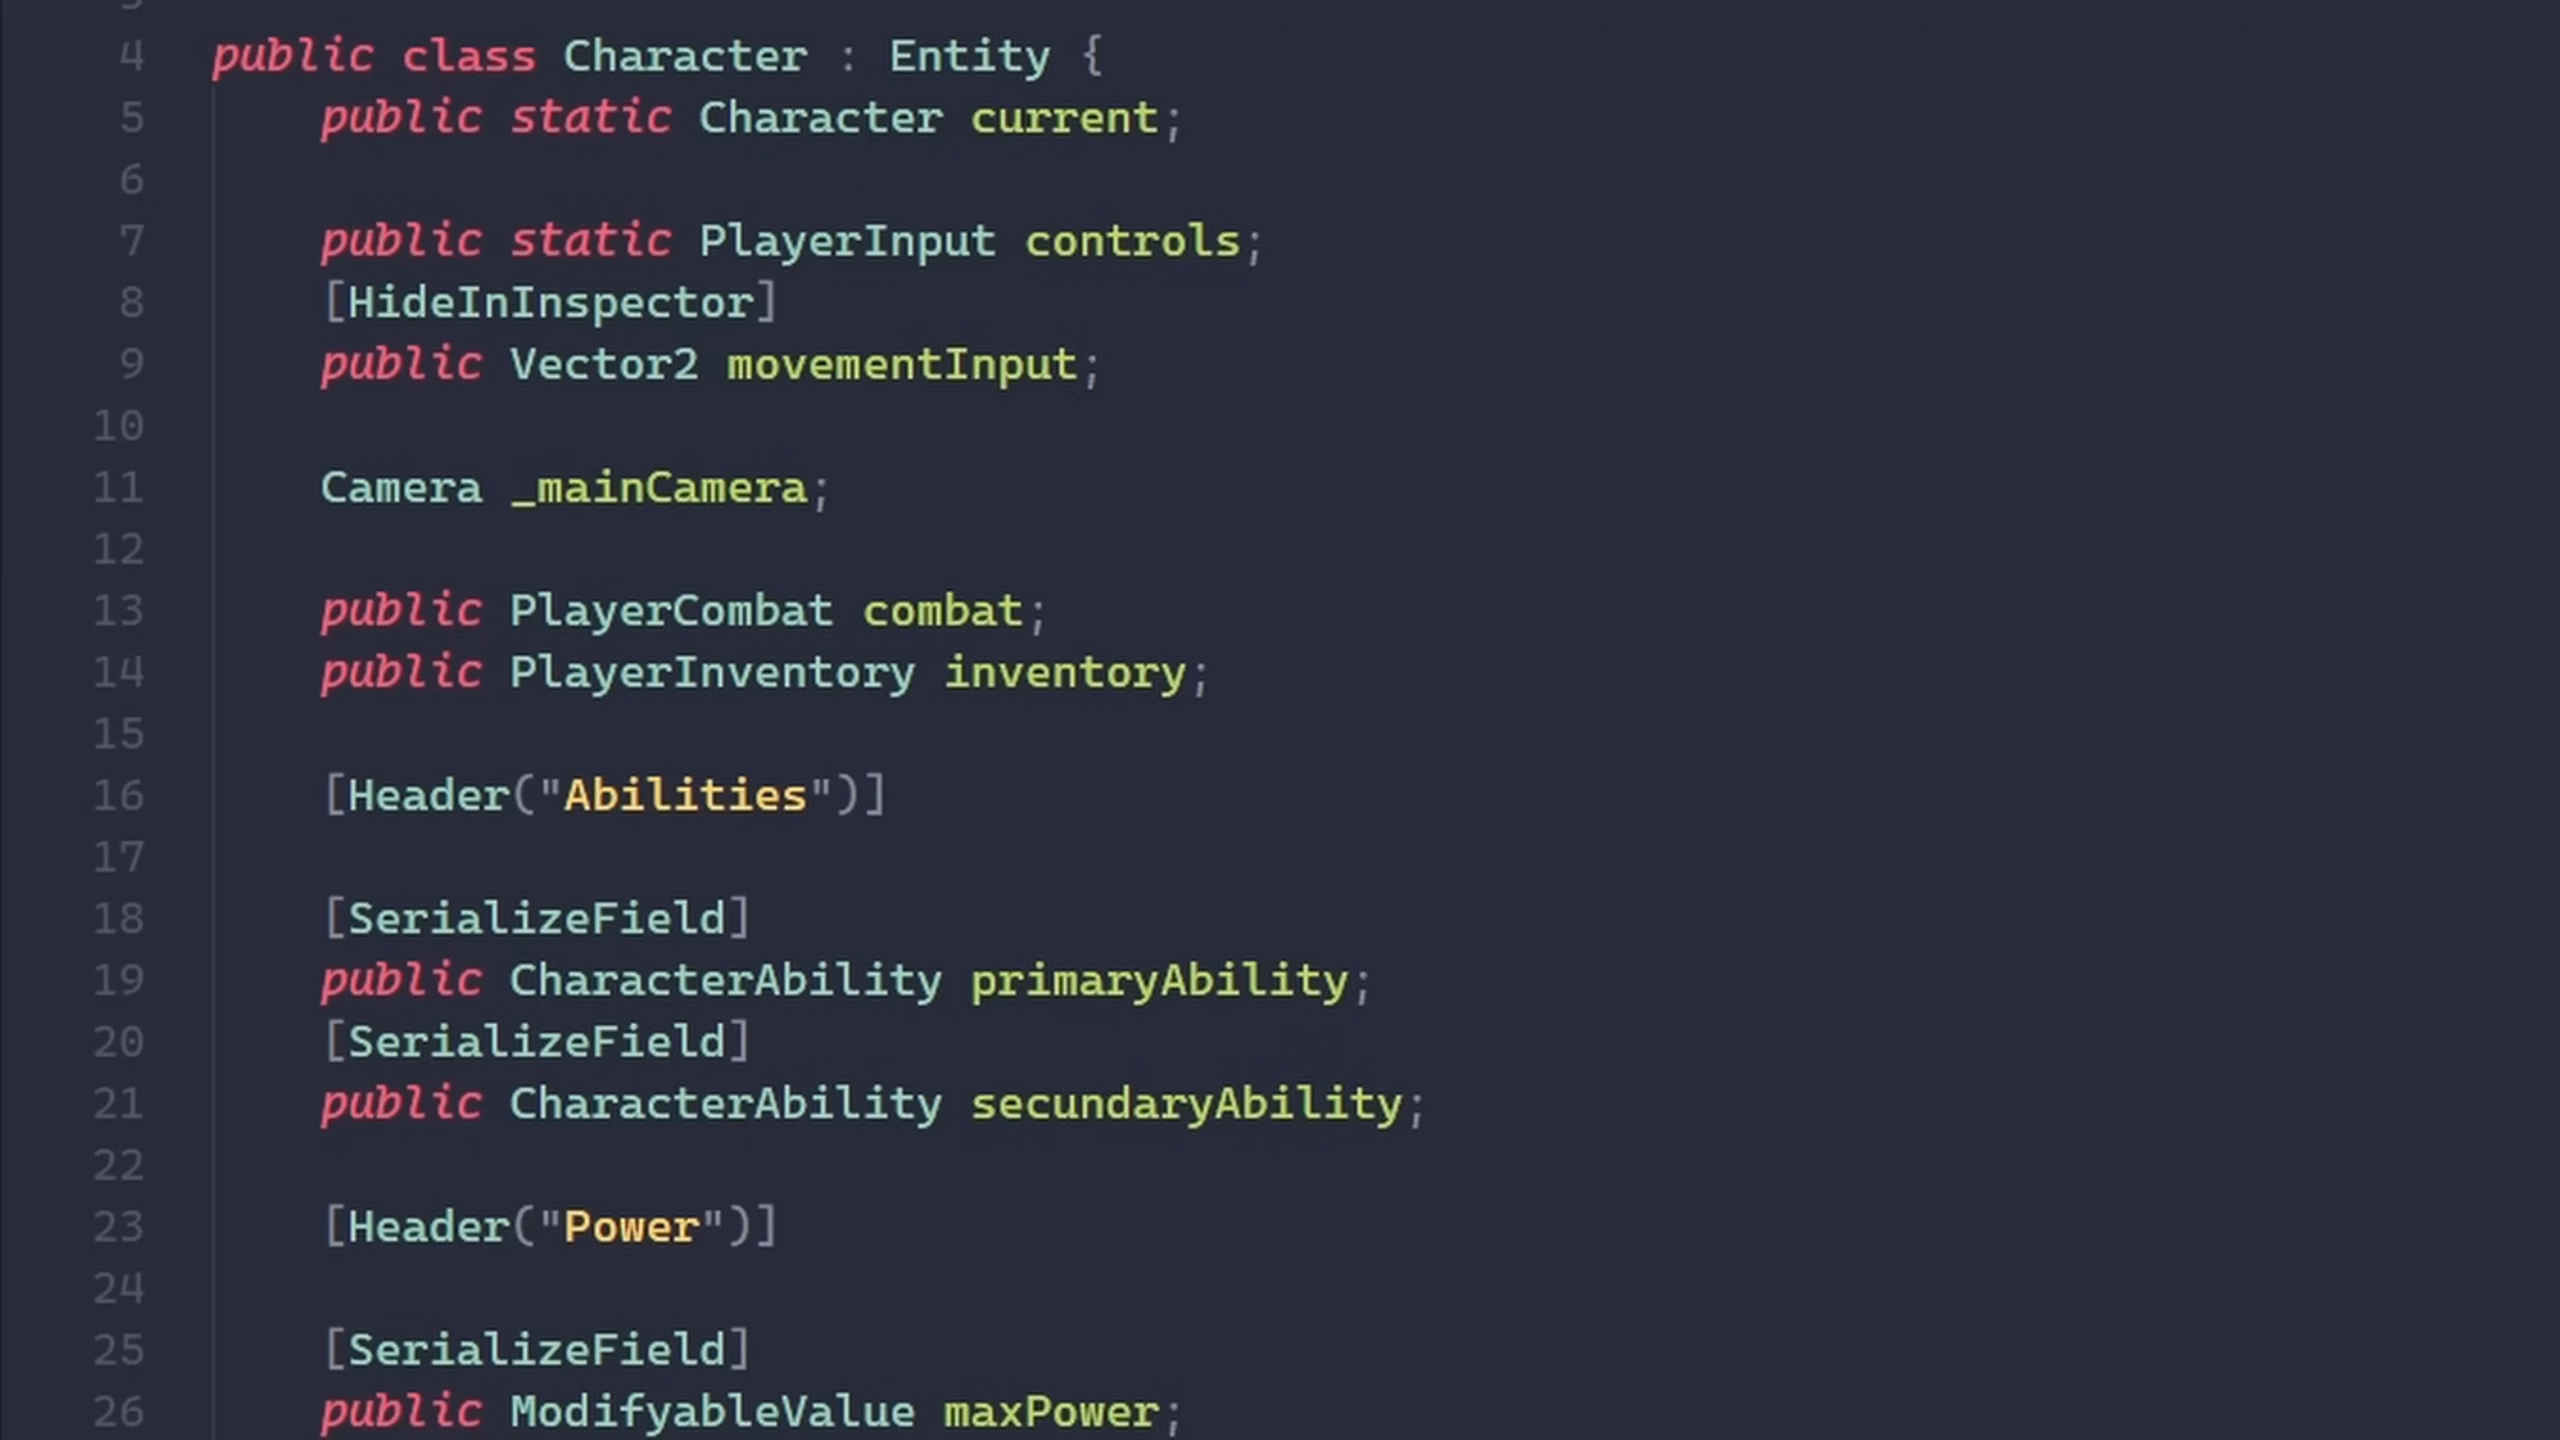 4 public class Character : Entity {
5 public static Character current;
6
7 public static PlayerInput controls;
8 [HideInInspector]
9 public Vector2 movementInput;
10
11 Camera _mainCamera;
12
13 public PlayerCombat combat;
14 public PlayerInventory inventory;
15
16 [Header("Abilities")]
17
18 [SerializeField]
19 public CharacterAbility primaryAbility;
20 [SerializeField]
21 public CharacterAbility secundaryAbility;
22
23 [Header("Power")]
24
25 [SerializeField]
26 public ModifyableValue maxPower;